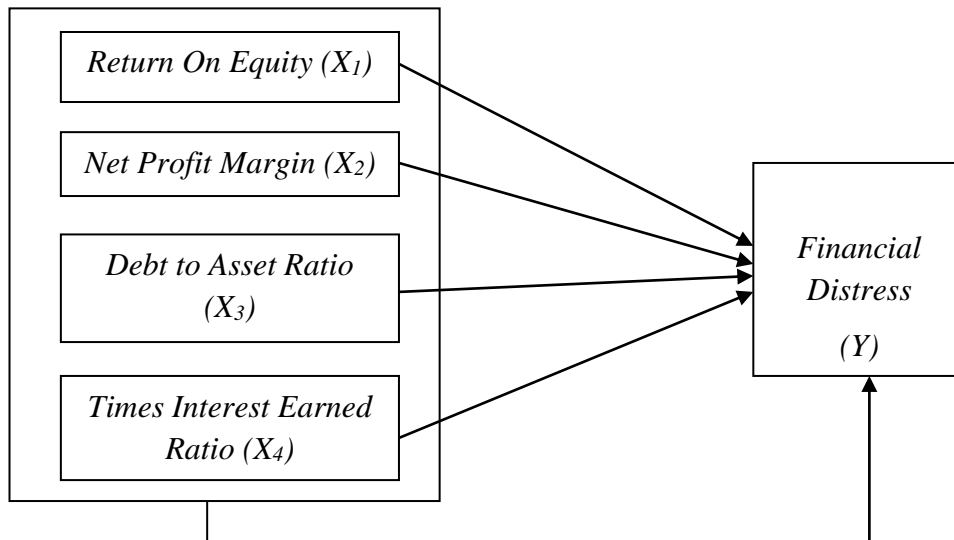 Return On Equity (X₁)
Net Profit Margin (X₂)
Debt to Asset Ratio
(X₃)
Times Interest Earned
Ratio (X₄)
Financial
Distress
(Y)